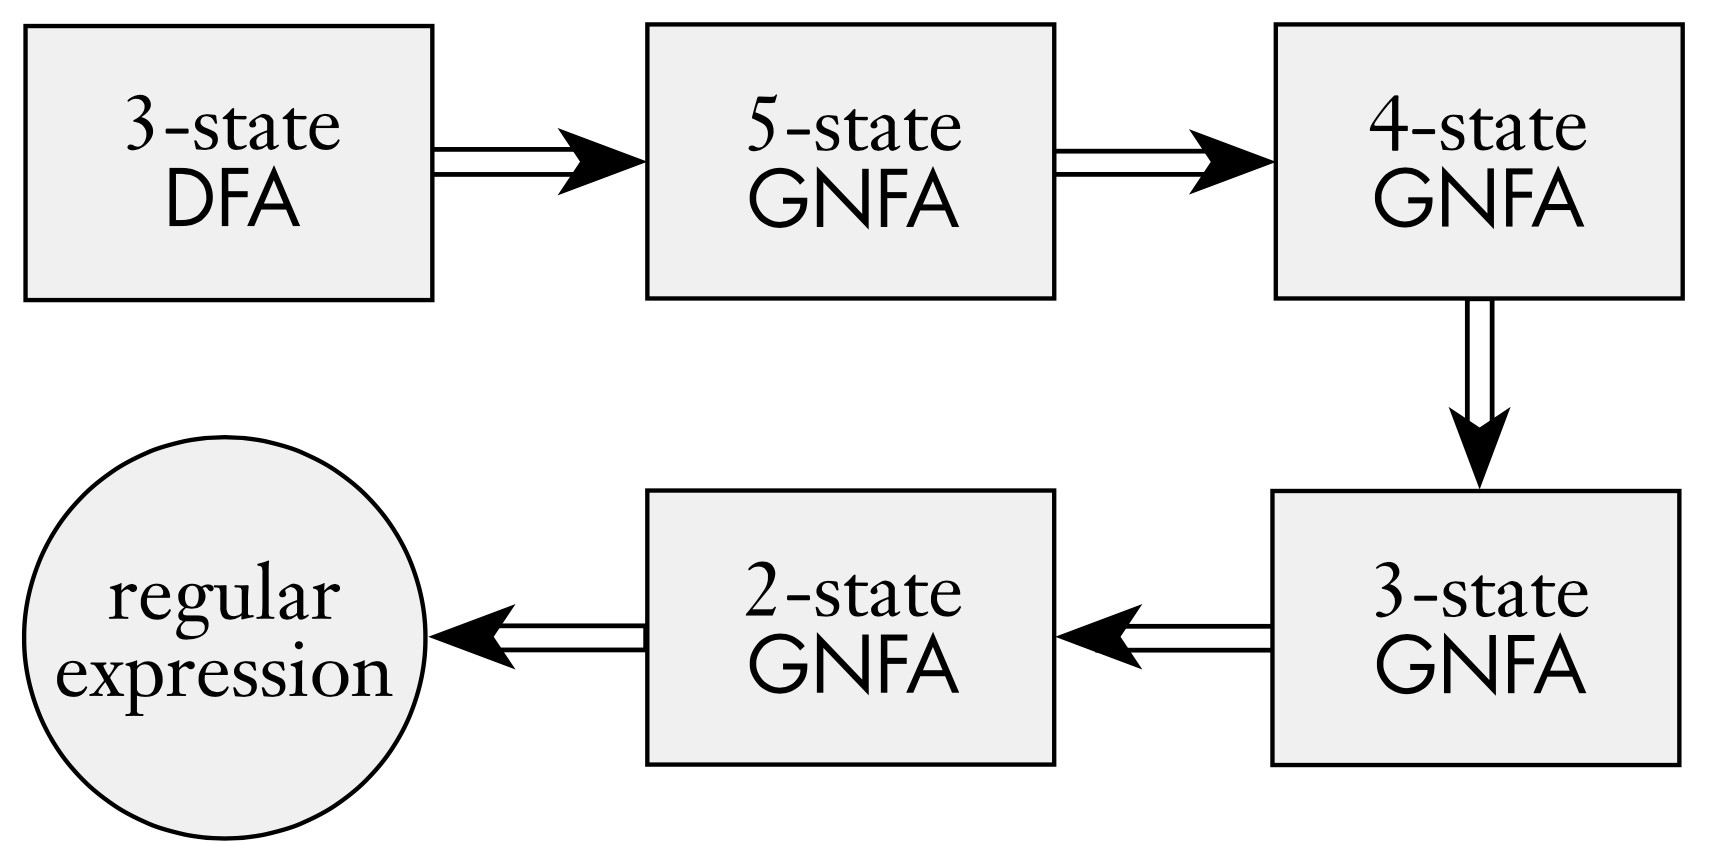 3-state
DFA
5-state
GNFA
4-state
GNFA
3-state
GNFA
2-state
GNFA
regular
expression